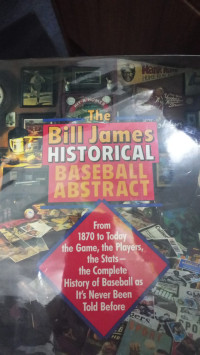 The
Bill James
HISTORICAL
BASEBALL
ABSTRACT
From
1870 to Today
the Game, the Players,
the Stats—
the Complete
History of Baseball as
It's Never Been
Told Before